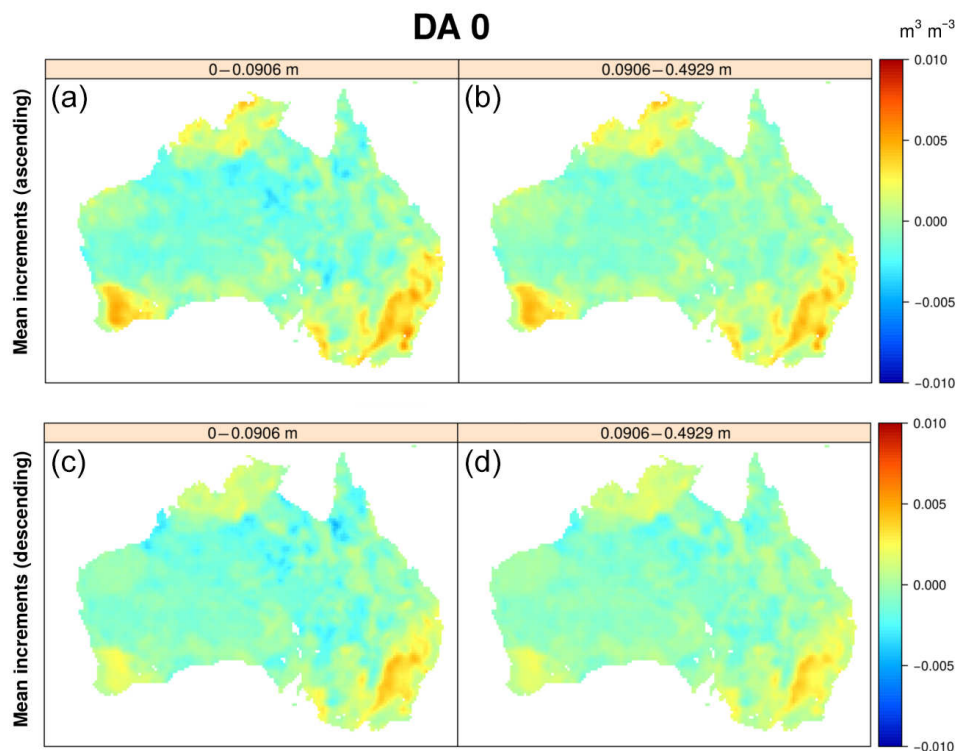 DA 0
m³ m⁻³
0−0.0906 m
0.0906−0.4929 m
(a)
(b)
Mean increments (ascending)
0.010
0.005
0.000
−0.005
−0.010
0−0.0906 m
0.0906−0.4929 m
(c)
(d)
Mean increments (descending)
0.010
0.005
0.000
−0.005
−0.010